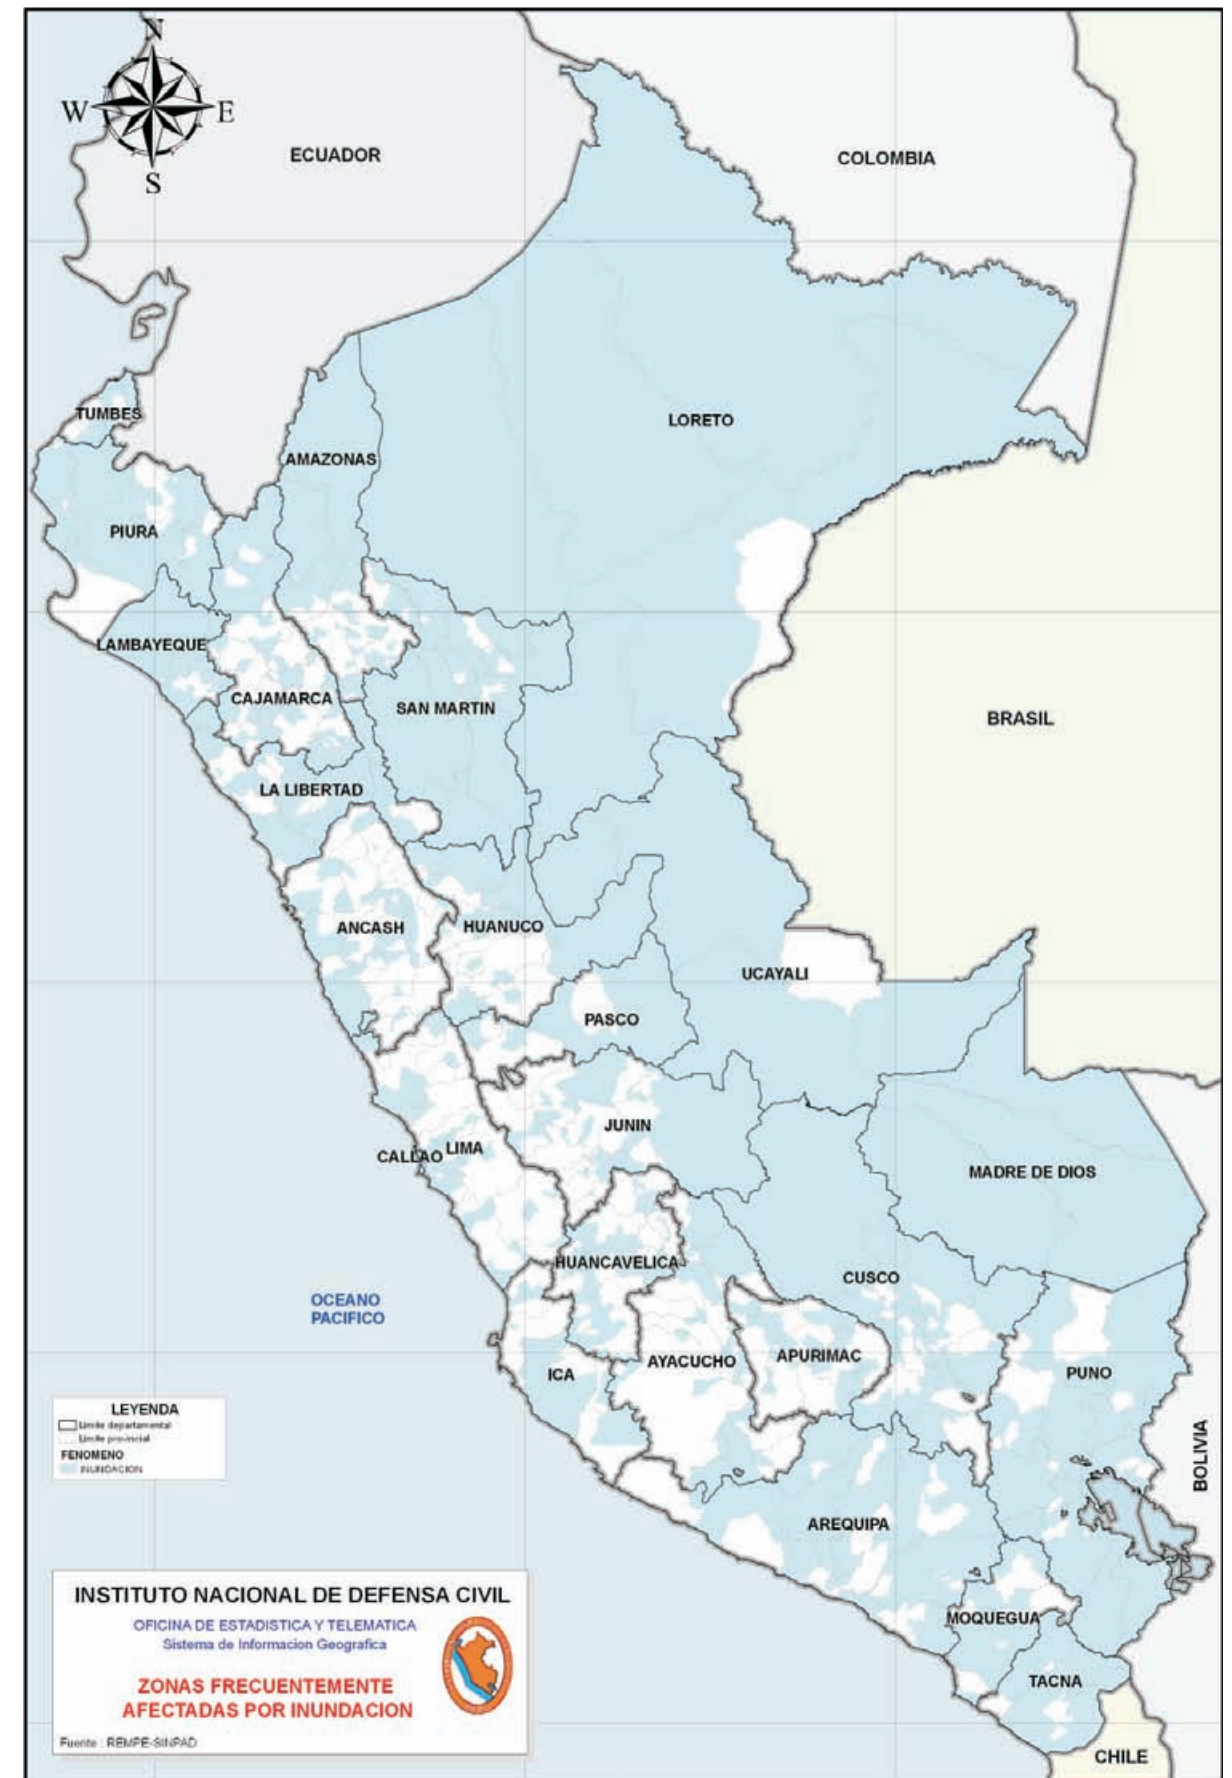 N
W E
S
ECUADOR
COLOMBIA
TUMBES
LORETO
AMAZONAS
PIURA
LAMBAYEQUE
CAJAMARCA
SAN MARTIN
BRASIL
LA LIBERTAD
ANCASH
HUANUCO
UCAYALI
PASCO
JUNIN
LIMA
CALLAO
MADRE DE DIOS
HUANCAVELICA
CUSCO
OCEANO
PACIFICO
ICA
AYACUCHO
APURIMAC
PUNO
BOLIVIA
AREQUIPA
MOQUEGUA
TACNA
CHILE
LEYENDA
Limite departamental
Limite provincial
FENOMENO
INUNDACION
INSTITUTO NACIONAL DE DEFENSA CIVIL
OFICINA DE ESTADISTICA Y TELEMATICA
Sistema de Informacion Geografica
ZONAS FRECUENTEMENTE
AFECTADAS POR INUNDACION
Fuente : REMPE-SINPAD